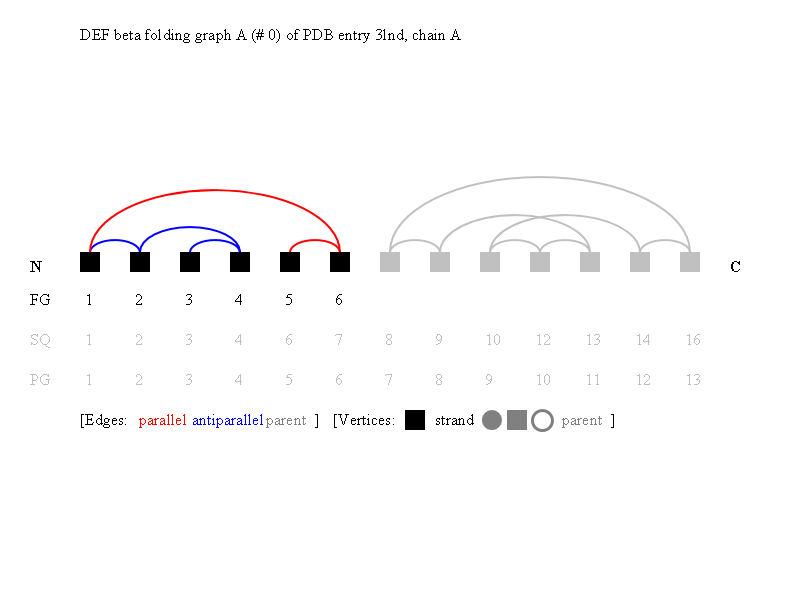 DEF beta folding graph A (# 0) of PDB entry 3lnd, chain A
N C
FG 1 2 3 4 5 6
SQ 1 2 3 4 6 7 8 9 10 12 13 14 16
PG 1 2 3 4 5 6 7 8 9 10 11 12 13
[Edges: parallel antiparallel parent ] [Vertices: strand parent ]